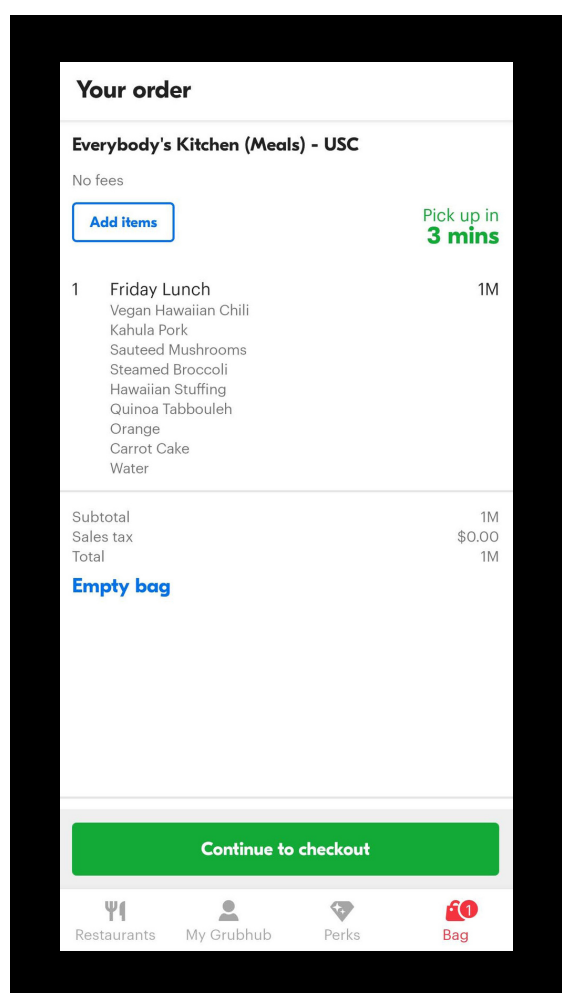 Your order
Everybody's Kitchen (Meals) - USC
No fees
Add items
Pick up in
3 mins
1 Friday Lunch 1M
Vegan Hawaiian Chili
Kahula Pork
Sauteed Mushrooms
Steamed Broccoli
Hawaiian Stuffing
Quinoa Tabbouleh
Orange
Carrot Cake
Water
Subtotal 1M
Sales tax $0.00
Total 1M
Empty bag
Continue to checkout
1
Restaurants My Grubhub Perks Bag